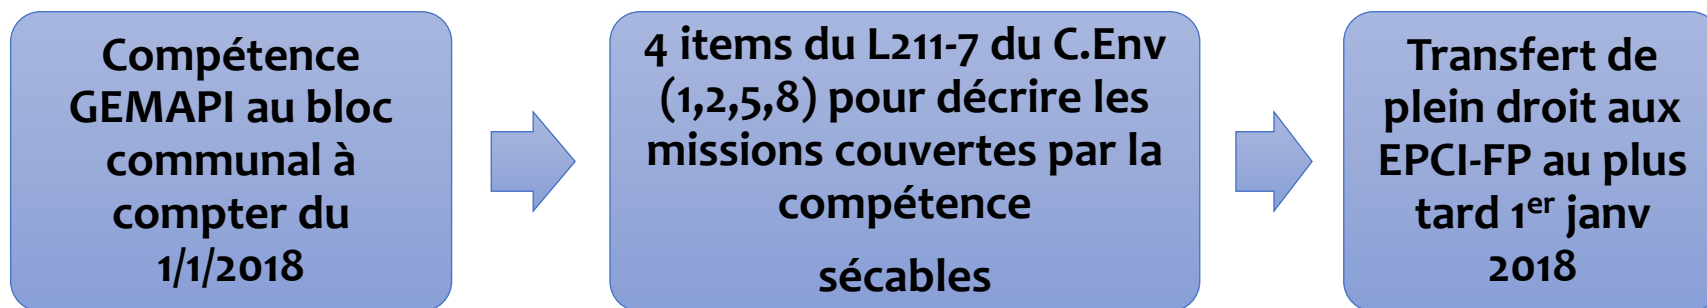 Compétence
GEMAPI au bloc
communal à
compter du
1/1/2018
4 items du L211-7 du C.Env
(1,2,5,8) pour décrire les
missions couvertes par la
compétence
sécables
Transfert de
plein droit aux
EPCI-FP au plus
tard 1er janv
2018